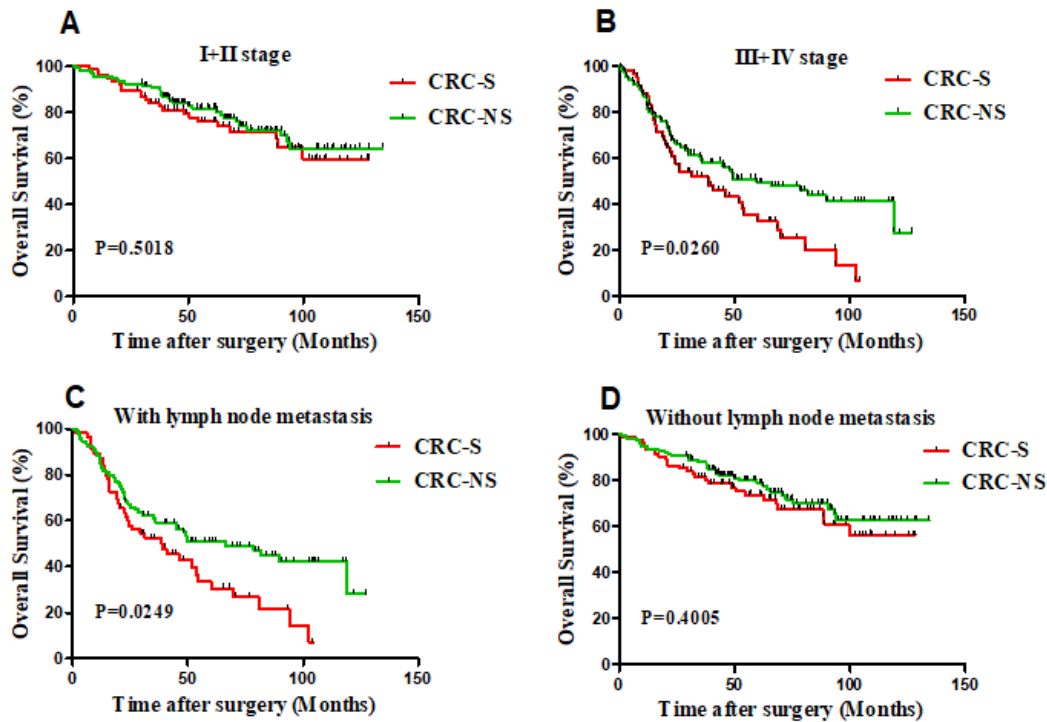 A
I+II stage
Overall Survival (%)
100
80
60
40
20
0
CRC-S
CRC-NS
P=0.5018
0 50 100 150
Time after surgery (Months)
B
III+IV stage
Overall Survival (%)
100
80
60
40
20
0
CRC-S
CRC-NS
P=0.0260
0 50 100 150
Time after surgery (Months)
C
With lymph node metastasis
Overall Survival (%)
100
80
60
40
20
0
CRC-S
CRC-NS
P=0.0249
0 50 100 150
Time after surgery (Months)
D
Without lymph node metastasis
Overall Survival (%)
100
80
60
40
20
0
CRC-S
CRC-NS
P=0.4005
0 50 100 150
Time after surgery (Months)